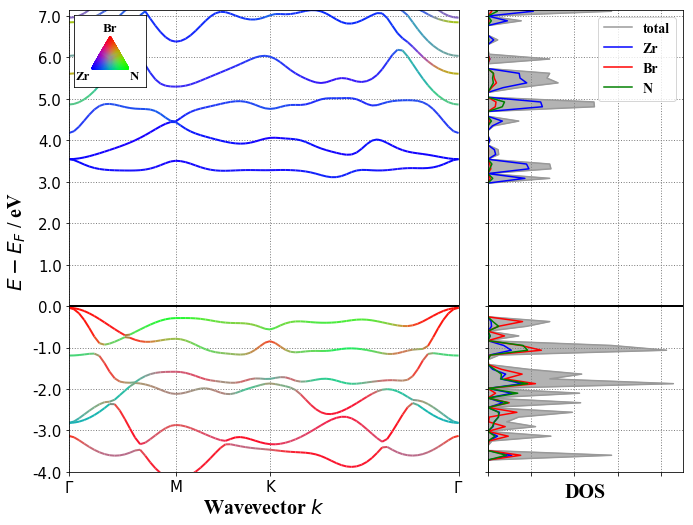 7.0
6.0
5.0
4.0
3.0
2.0
1.0
0.0
-1.0
-2.0
-3.0
-4.0
E − E_F / eV
Br
Zr N
Γ M K Γ
Wavevector k
total
Zr
Br
N
DOS